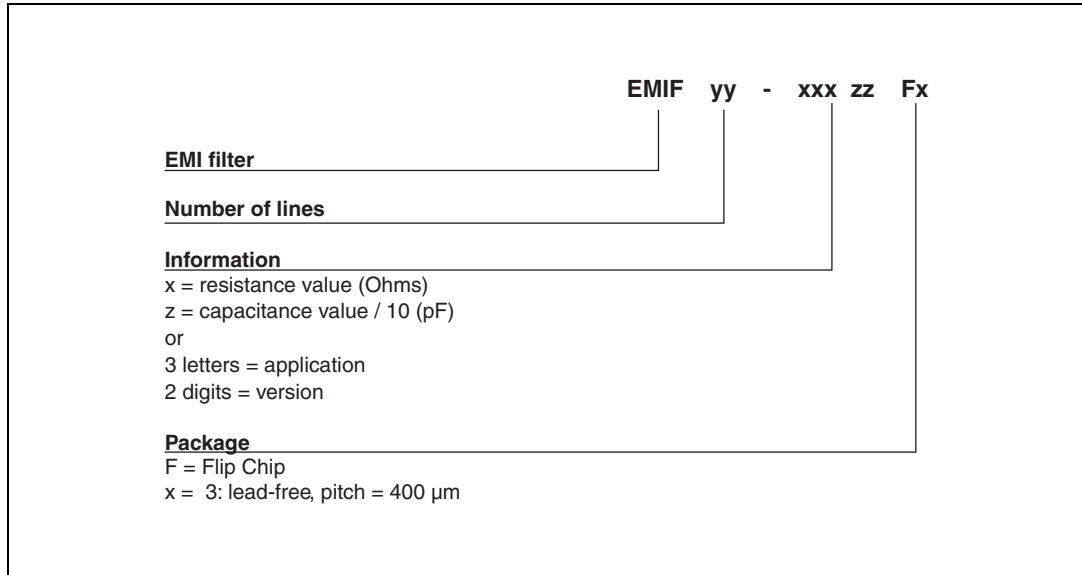 EMIF yy - xxx zz Fx
EMI filter
Number of lines
Information
x = resistance value (Ohms)
z = capacitance value / 10 (pF)
or
3 letters = application
2 digits = version
Package
F = Flip Chip
x = 3: lead-free, pitch = 400 µm